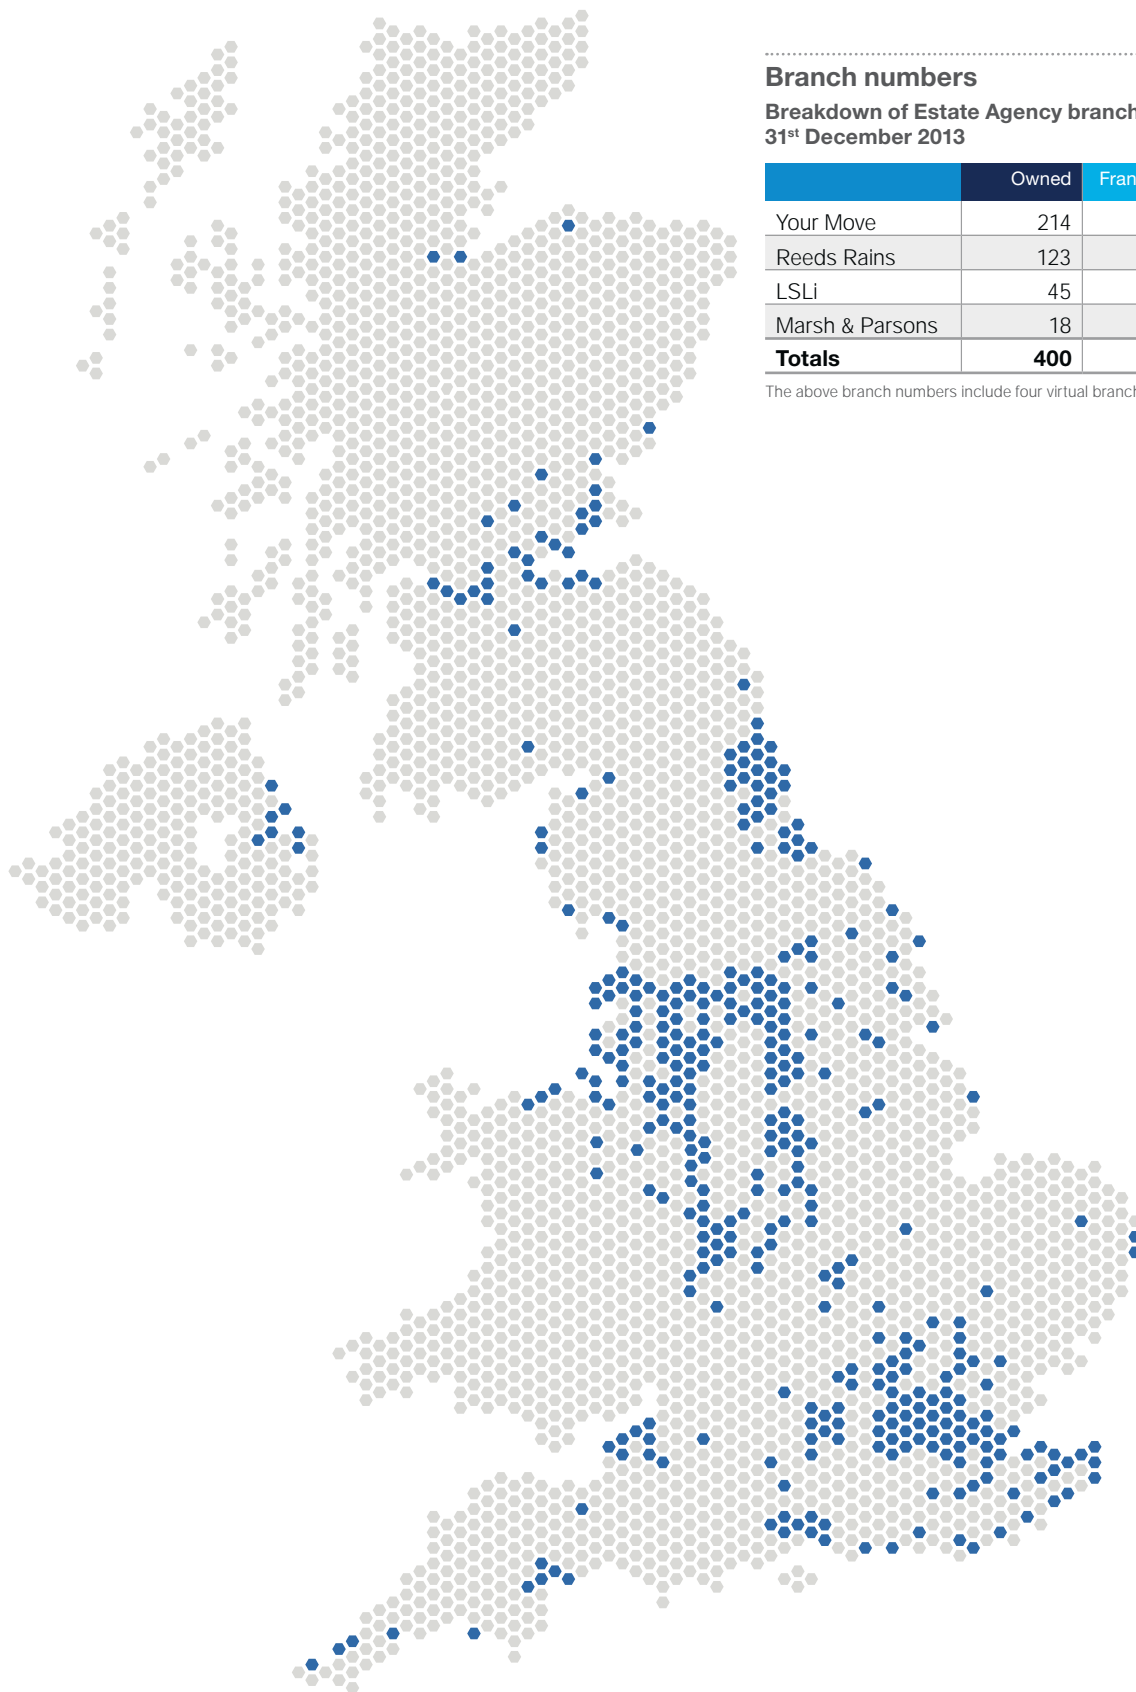 Branch numbers
Breakdown of Estate Agency branch
31st December 2013
Owned Fran
Your Move 214
Reeds Rains 123
LSLi 45
Marsh & Parsons 18
Totals 400
The above branch numbers include four virtual branch